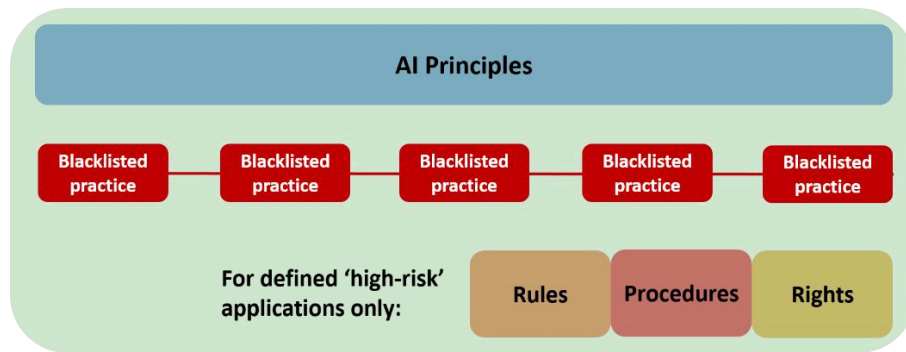 AI Principles
Blacklisted practice
Blacklisted practice
Blacklisted practice
Blacklisted practice
Blacklisted practice
For defined ‘high-risk’
applications only:
Rules
Procedures
Rights